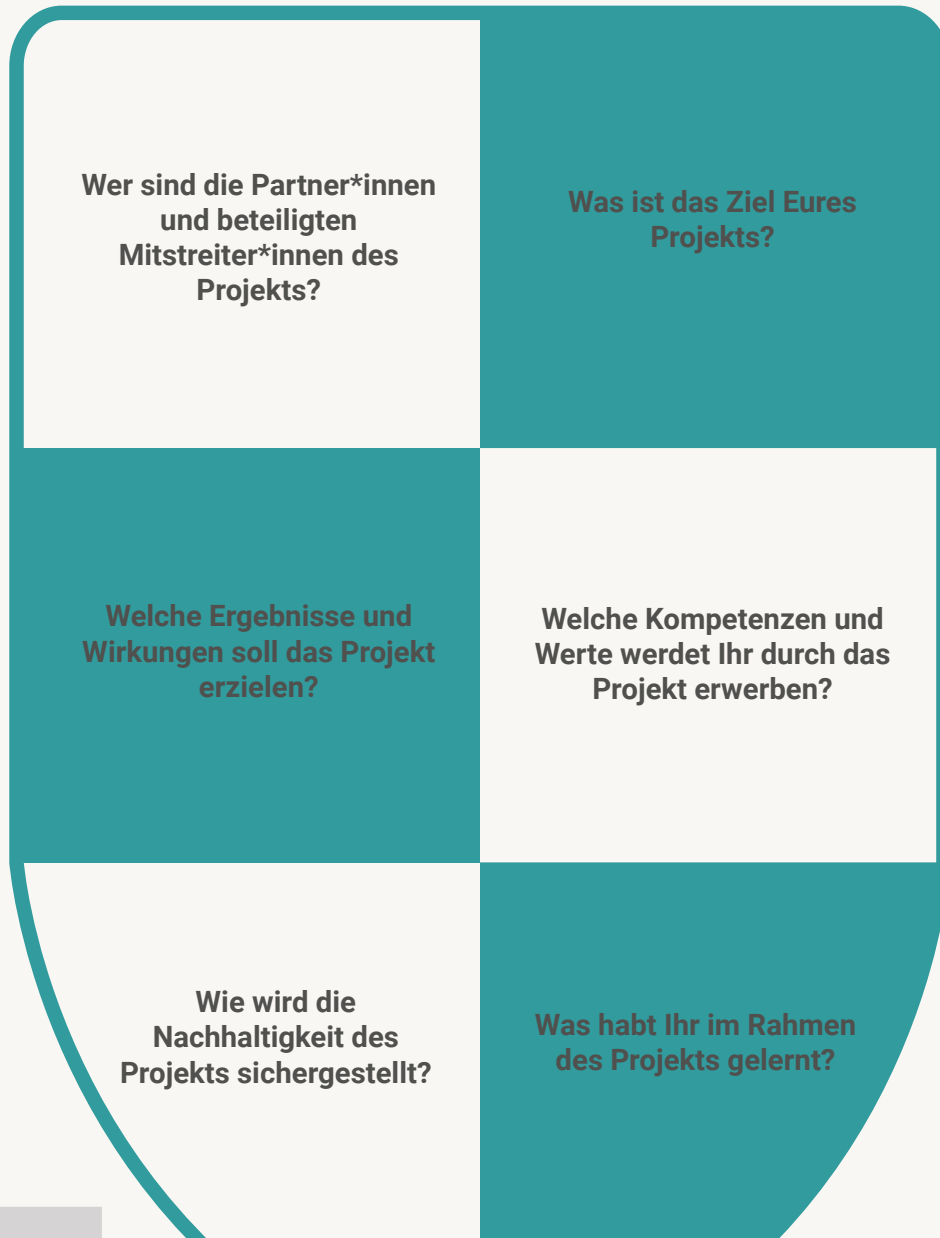 Wer sind die Partner*innen
und beteiligten
Mitstreiter*innen des
Projekts?
Was ist das Ziel Eures
Projekts?
Welche Ergebnisse und
Wirkungen soll das Projekt
erzielen?
Welche Kompetenzen und
Werte werdet Ihr durch das
Projekt erwerben?
Wie wird die
Nachhaltigkeit des
Projekts sichergestellt?
Was habt Ihr im Rahmen
des Projekts gelernt?